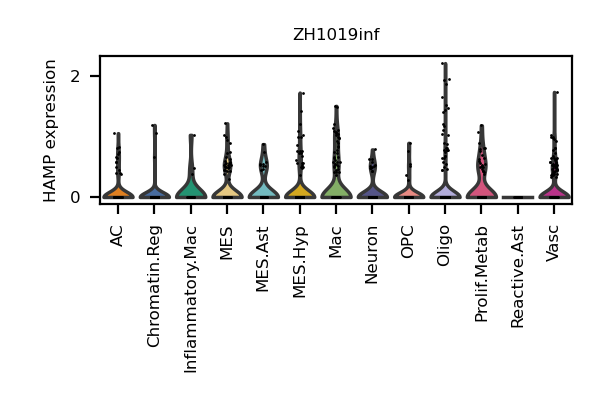 ZH1019inf
HAMP expression
2
0
AC
Chromatin.Reg
Inflammatory.Mac
MES
MES.Ast
MES.Hyp
Mac
Neuron
OPC
Oligo
Prolif.Metab
Reactive.Ast
Vasc